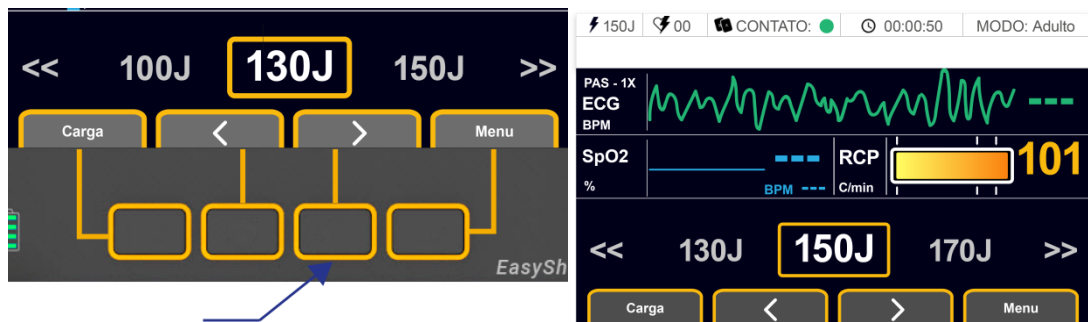 << 100J 130J 150J >>
Carga < > Menu
EasySh
150J 00 CONTATO: 00:00:50 MODO: Adulto
PAS - 1X
ECG ---
BPM
SpO2 --- RCP 101
% BPM --- C/min
<< 130J 150J 170J >>
Carga < > Menu